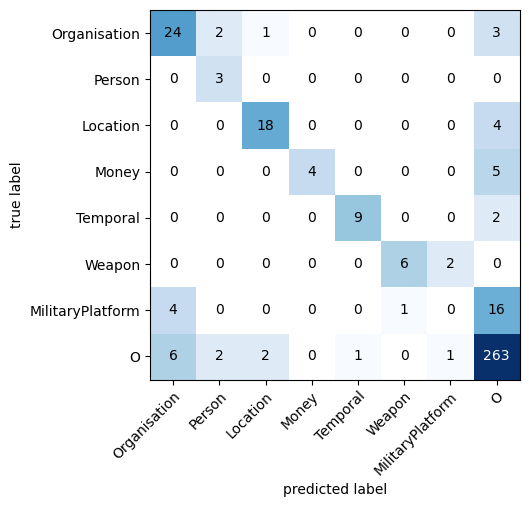 true label
Organisation 24 2 1 0 0 0 0 3
Person 0 3 0 0 0 0 0 0
Location 0 0 18 0 0 0 0 4
Money 0 0 0 4 0 0 0 5
Temporal 0 0 0 0 9 0 0 2
Weapon 0 0 0 0 0 6 2 0
MilitaryPlatform 4 0 0 0 0 1 0 16
O 6 2 2 0 1 0 1 263
Organisation Person Location Money Temporal Weapon MilitaryPlatform O
predicted label